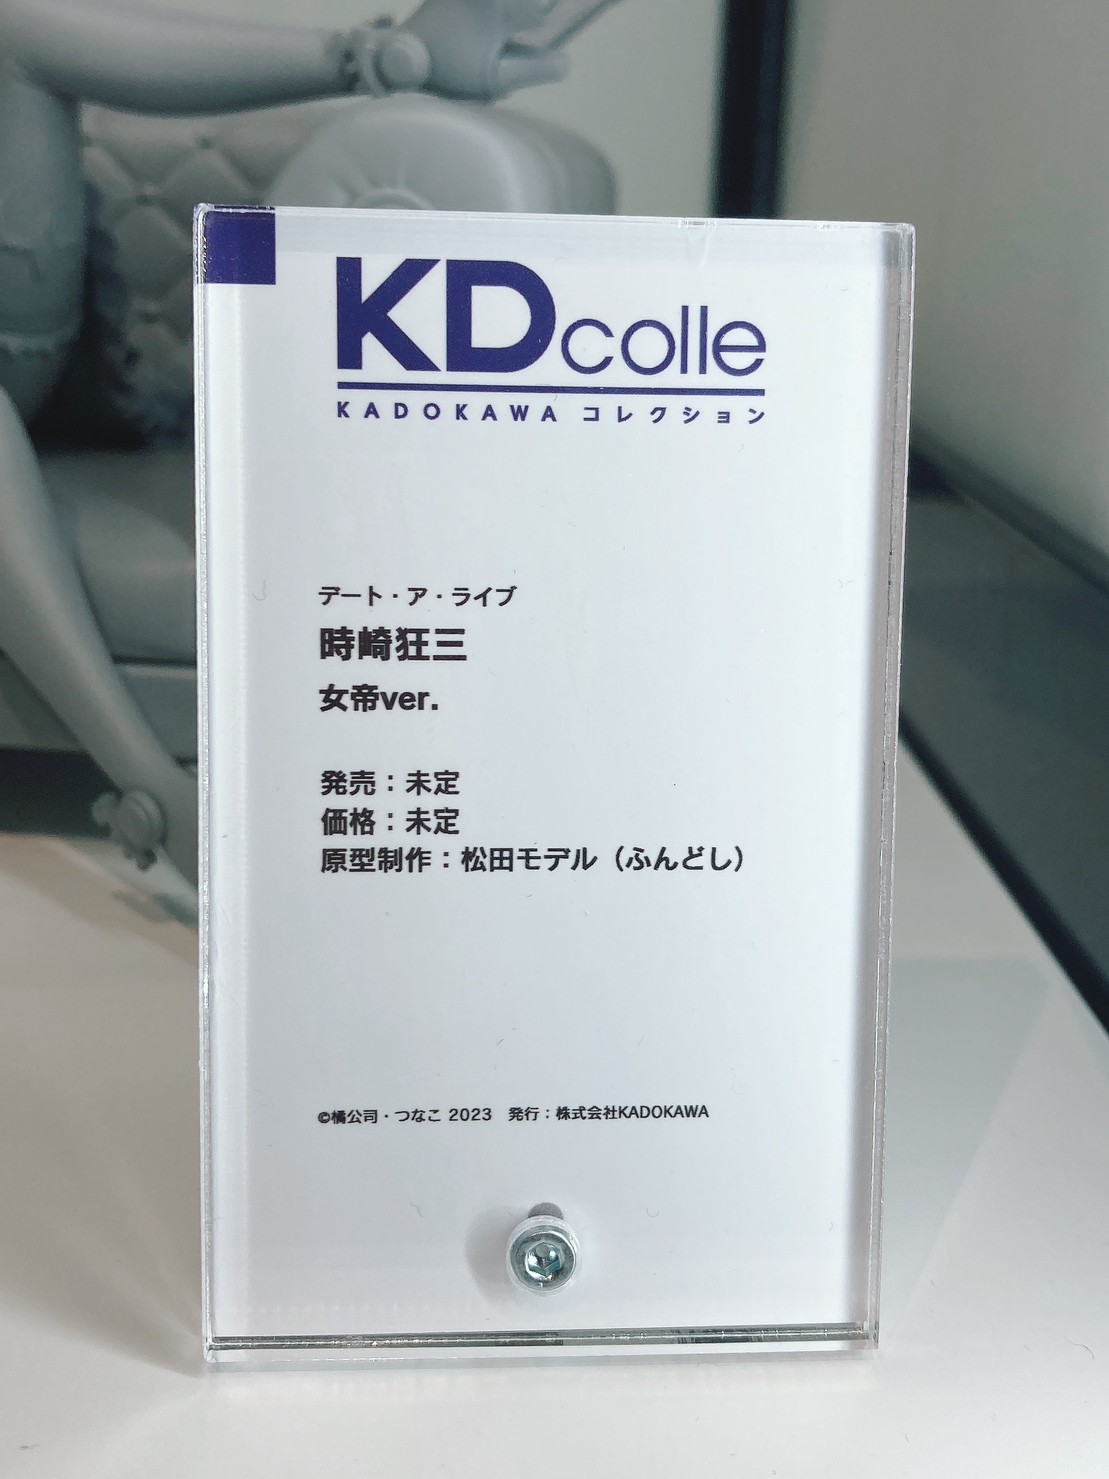 KDcolle
KADOKAWA コレクション
デート・ア・ライブ
時崎狂三
女帝ver.
発売：未定
価格：未定
原型制作：松田モデル（ふんどし）
©橘公司・つなこ 2023　発行：株式会社KADOKAWA